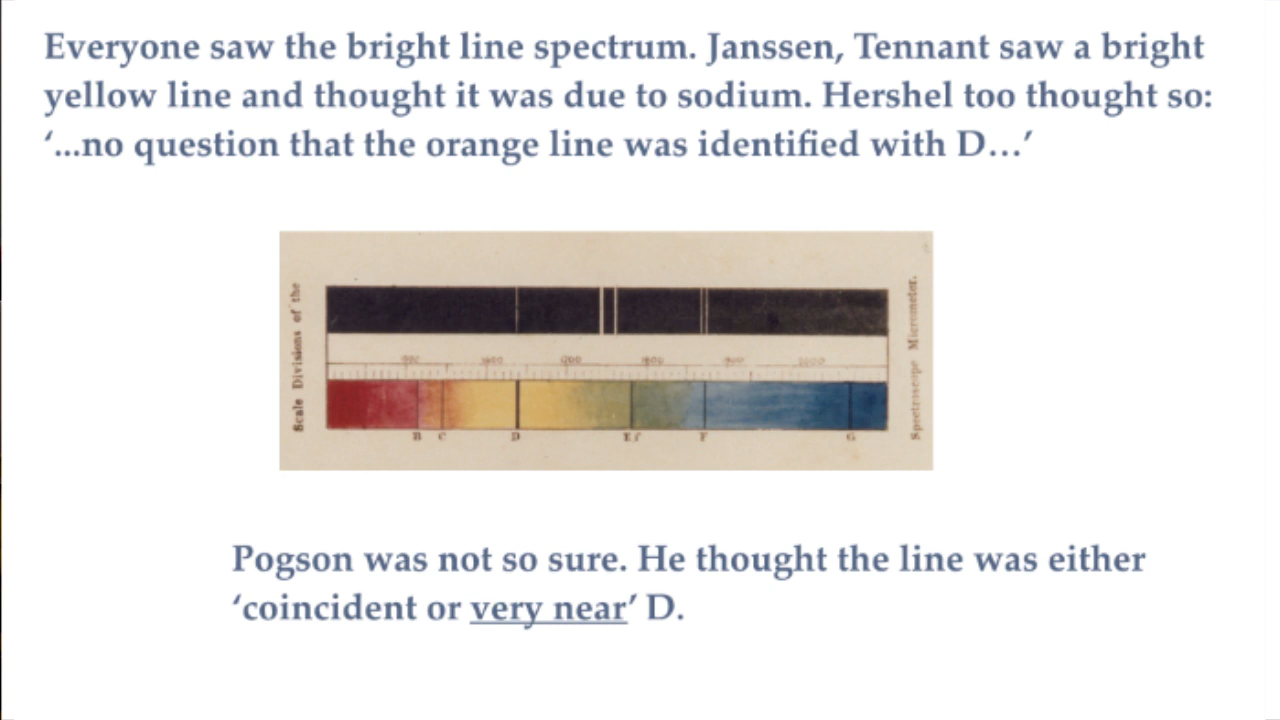 Everyone saw the bright line spectrum. Janssen, Tennant saw a bright
yellow line and thought it was due to sodium. Hershel too thought so:
‘...no question that the orange line was identified with D…’
Scale Divisions of the
Spectroscope Micrometer.
B C D E F G
Pogson was not so sure. He thought the line was either
‘coincident or very near’ D.